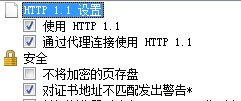 HTTP 1.1 设置
使用 HTTP 1.1
通过代理连接使用 HTTP 1.1
安全
不将加密的页存盘
对证书地址不匹配发出警告*